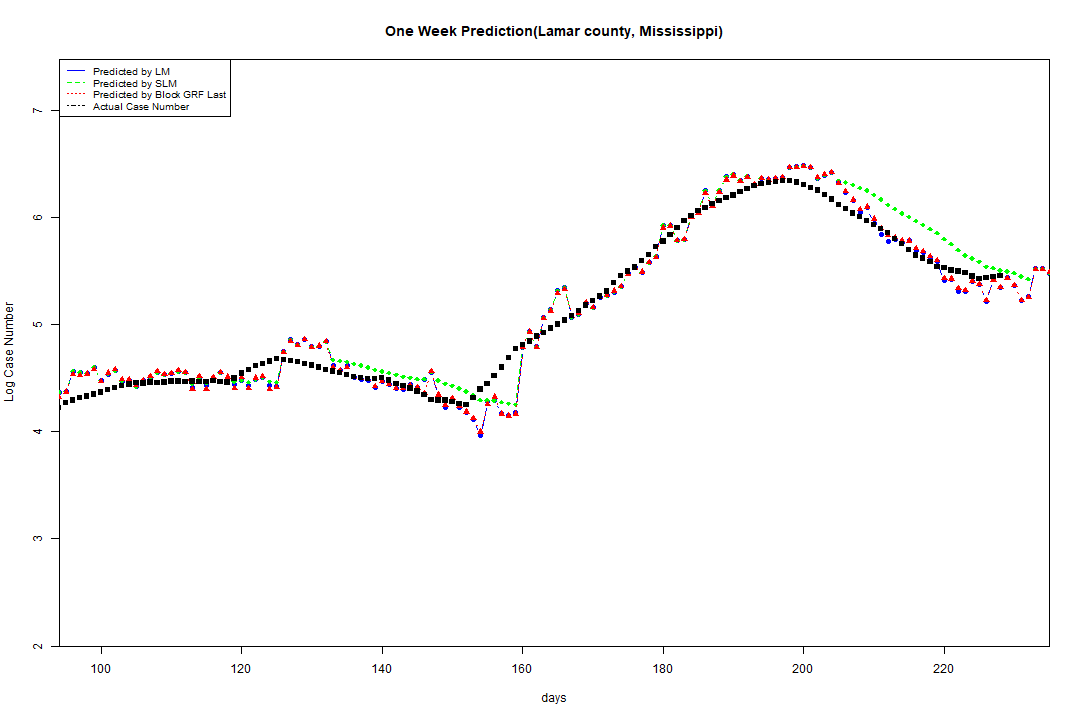 One Week Prediction(Lamar county, Mississippi)
Predicted by LM
Predicted by SLM
Predicted by Block GRF Last
Actual Case Number
Log Case Number
7
6
5
4
3
2
100 120 140 160 180 200 220
days